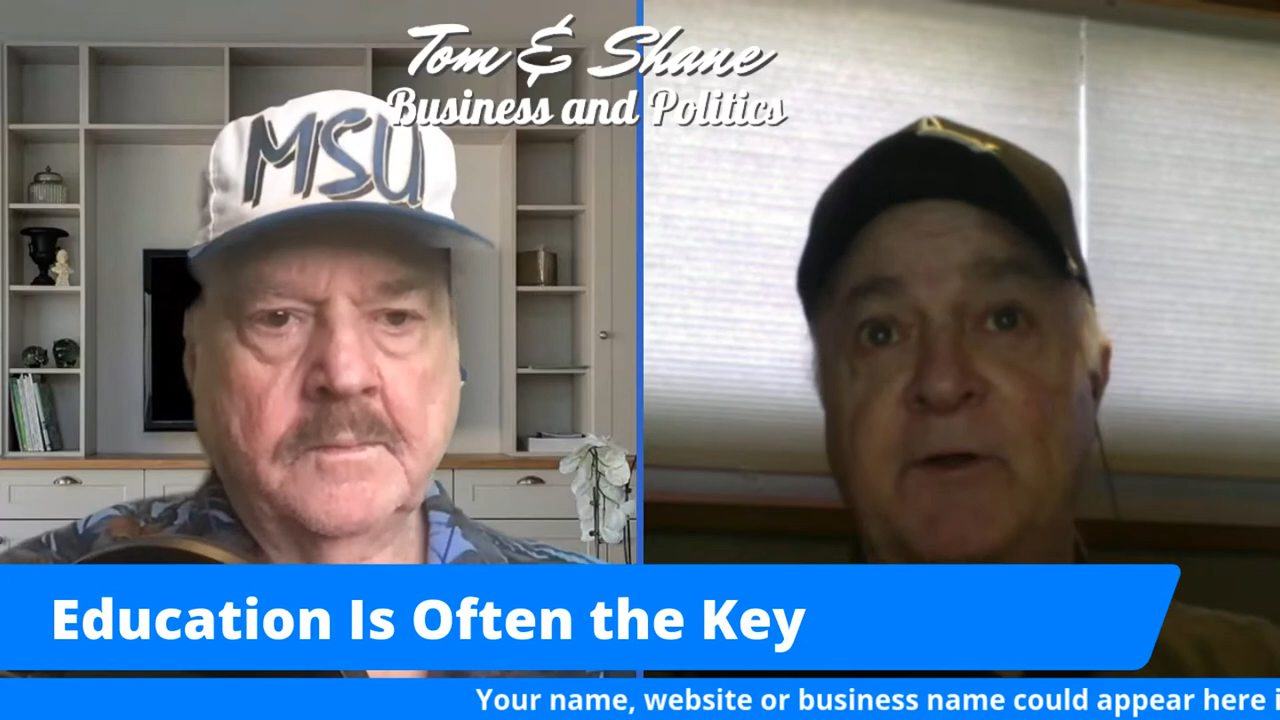 Tom & Shane
Business and Politics
MSU
Education Is Often the Key
Your name, website or business name could appear here i